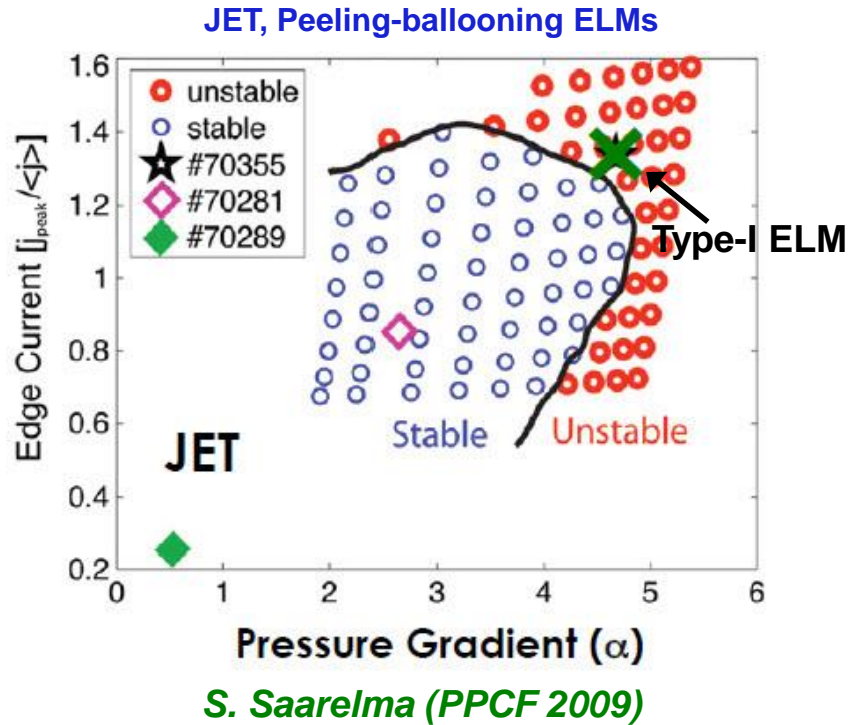 JET, Peeling-ballooning ELMs
1.6
1.4
1.2
1
0.8
0.6
0.4
0.2
Edge Current [j_peak/<j>]
unstable
stable
#70355
#70281
#70289
Type-I ELM
Stable
Unstable
JET
0 1 2 3 4 5 6
Pressure Gradient (α)
S. Saarelma (PPCF 2009)